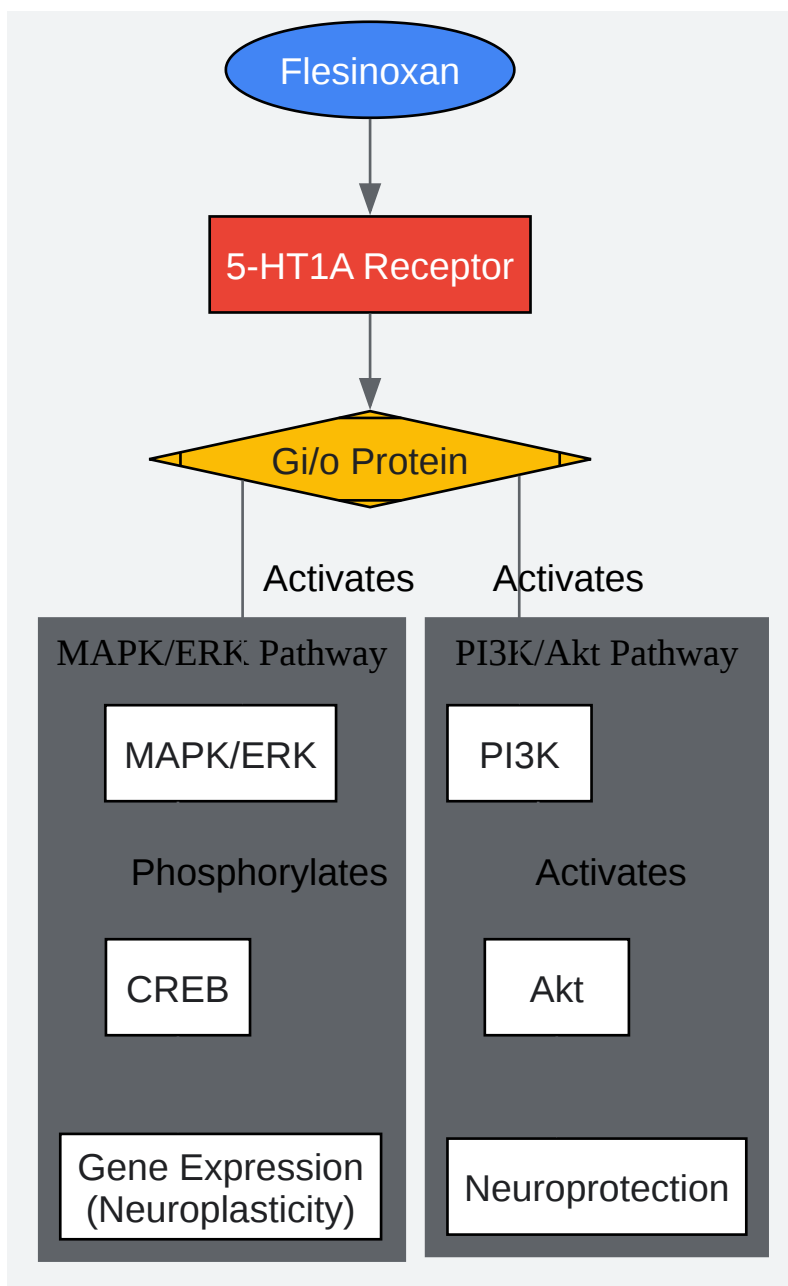 Flesinoxan
5-HT1A Receptor
Gi/o Protein
Activates
Activates
MAPK/ERK Pathway
PI3K/Akt Pathway
MAPK/ERK
PI3K
Phosphorylates
Activates
CREB
Akt
Gene Expression
(Neuroplasticity)
Neuroprotection